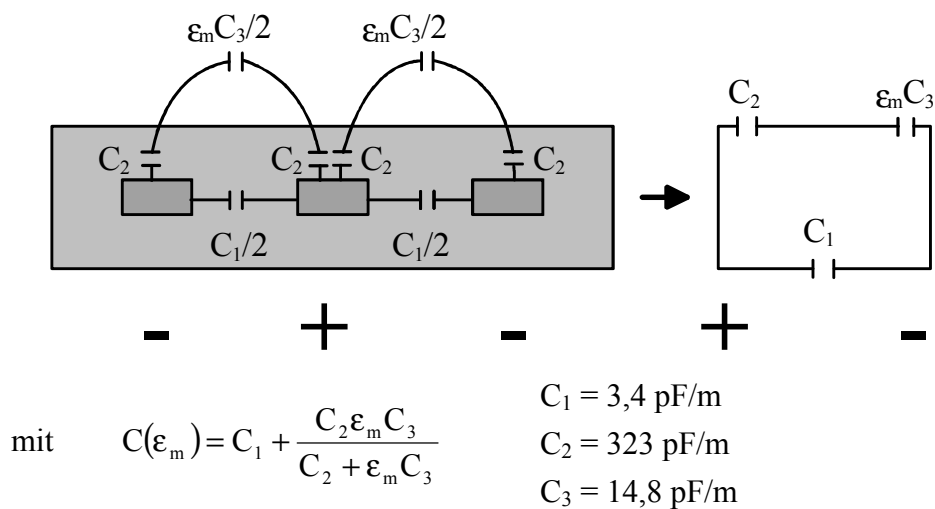 εmC3/2 εmC3/2
C2 εmC3
C2 C2 C2 C2
C1/2 C1/2 C1
- + - + -
mit C(εm) = C1 + C2εmC3 / C2 + εmC3
C1 = 3,4 pF/m
C2 = 323 pF/m
C3 = 14,8 pF/m